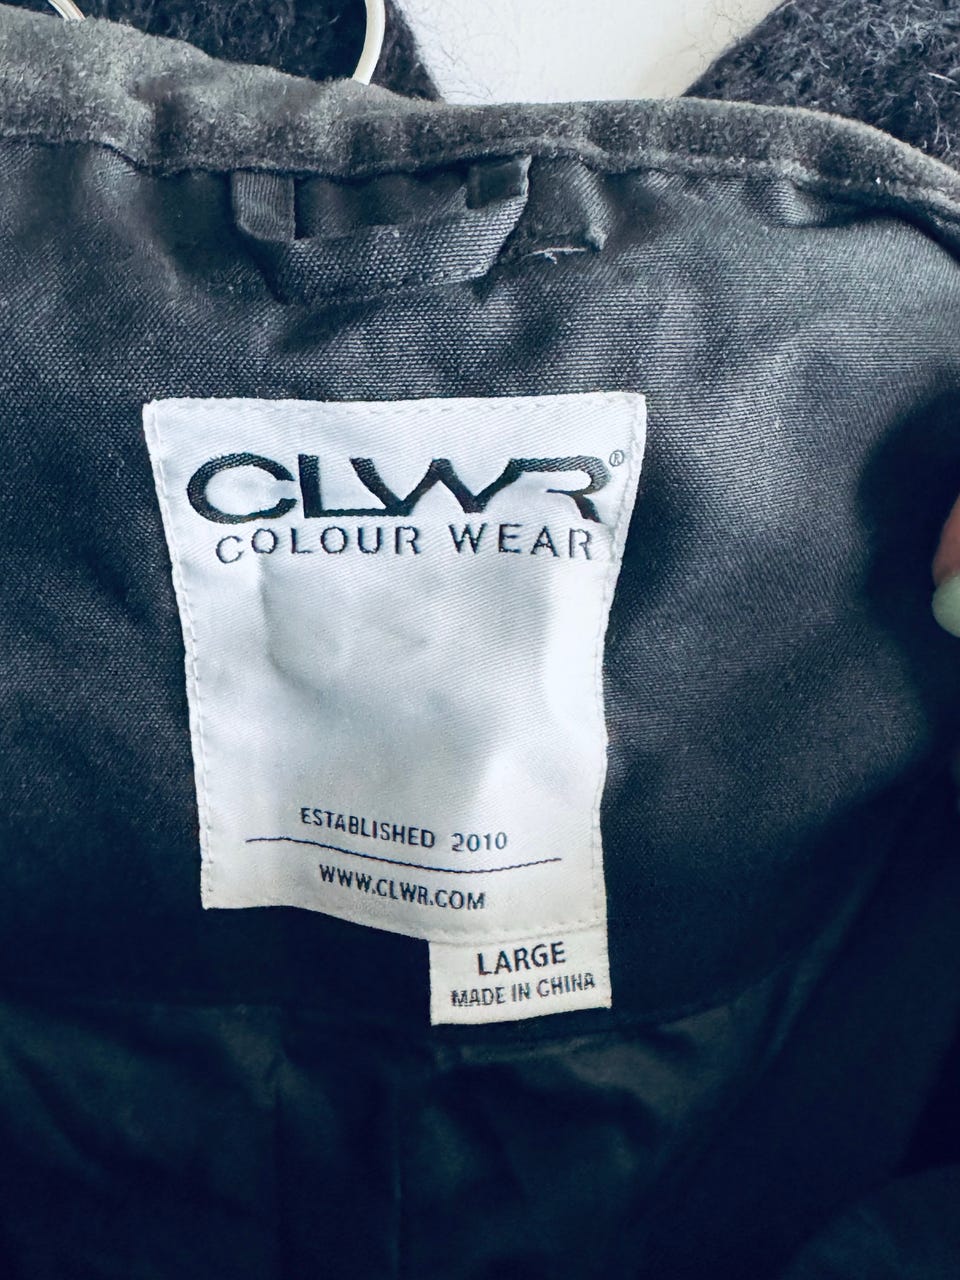 CLWR®
COLOUR WEAR
ESTABLISHED 2010
WWW.CLWR.COM
LARGE
MADE IN CHINA